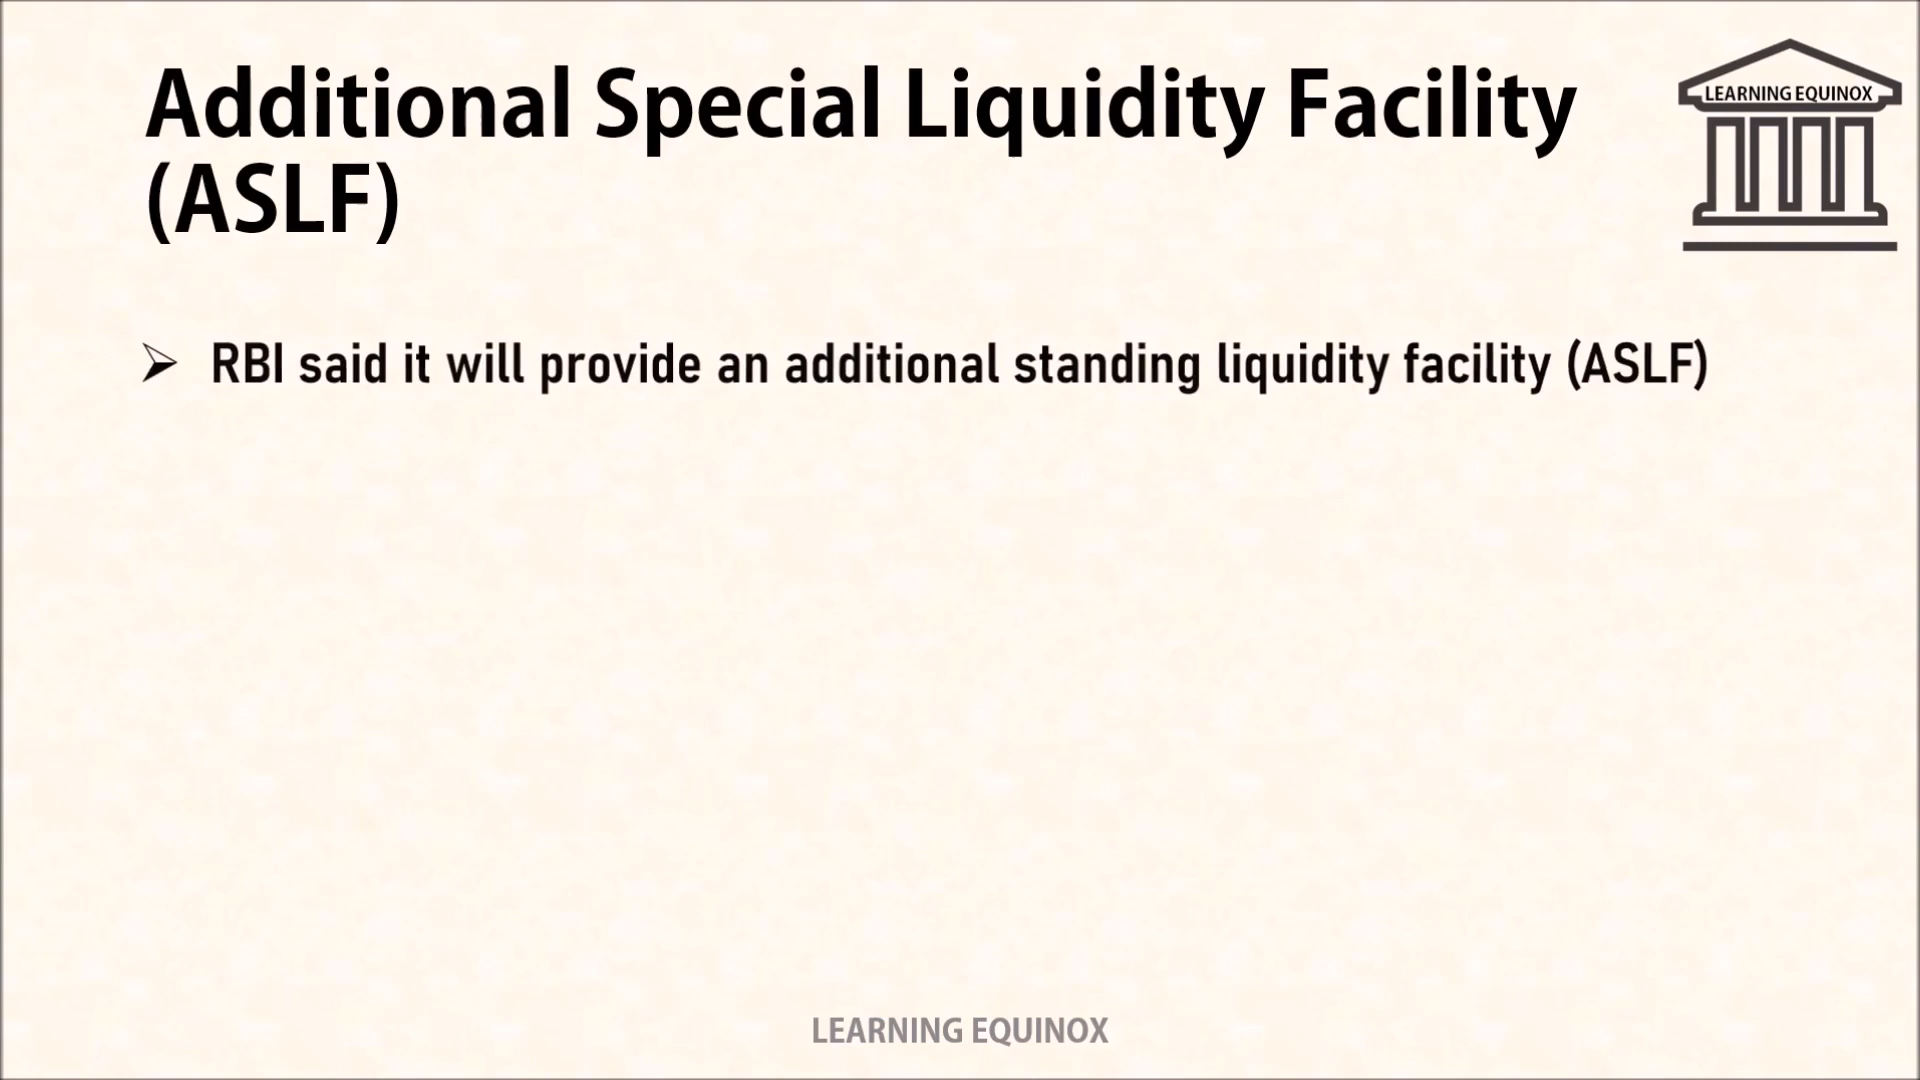 Additional Special Liquidity Facility
(ASLF)
LEARNING EQUINOX
➢ RBI said it will provide an additional standing liquidity facility (ASLF)
LEARNING EQUINOX